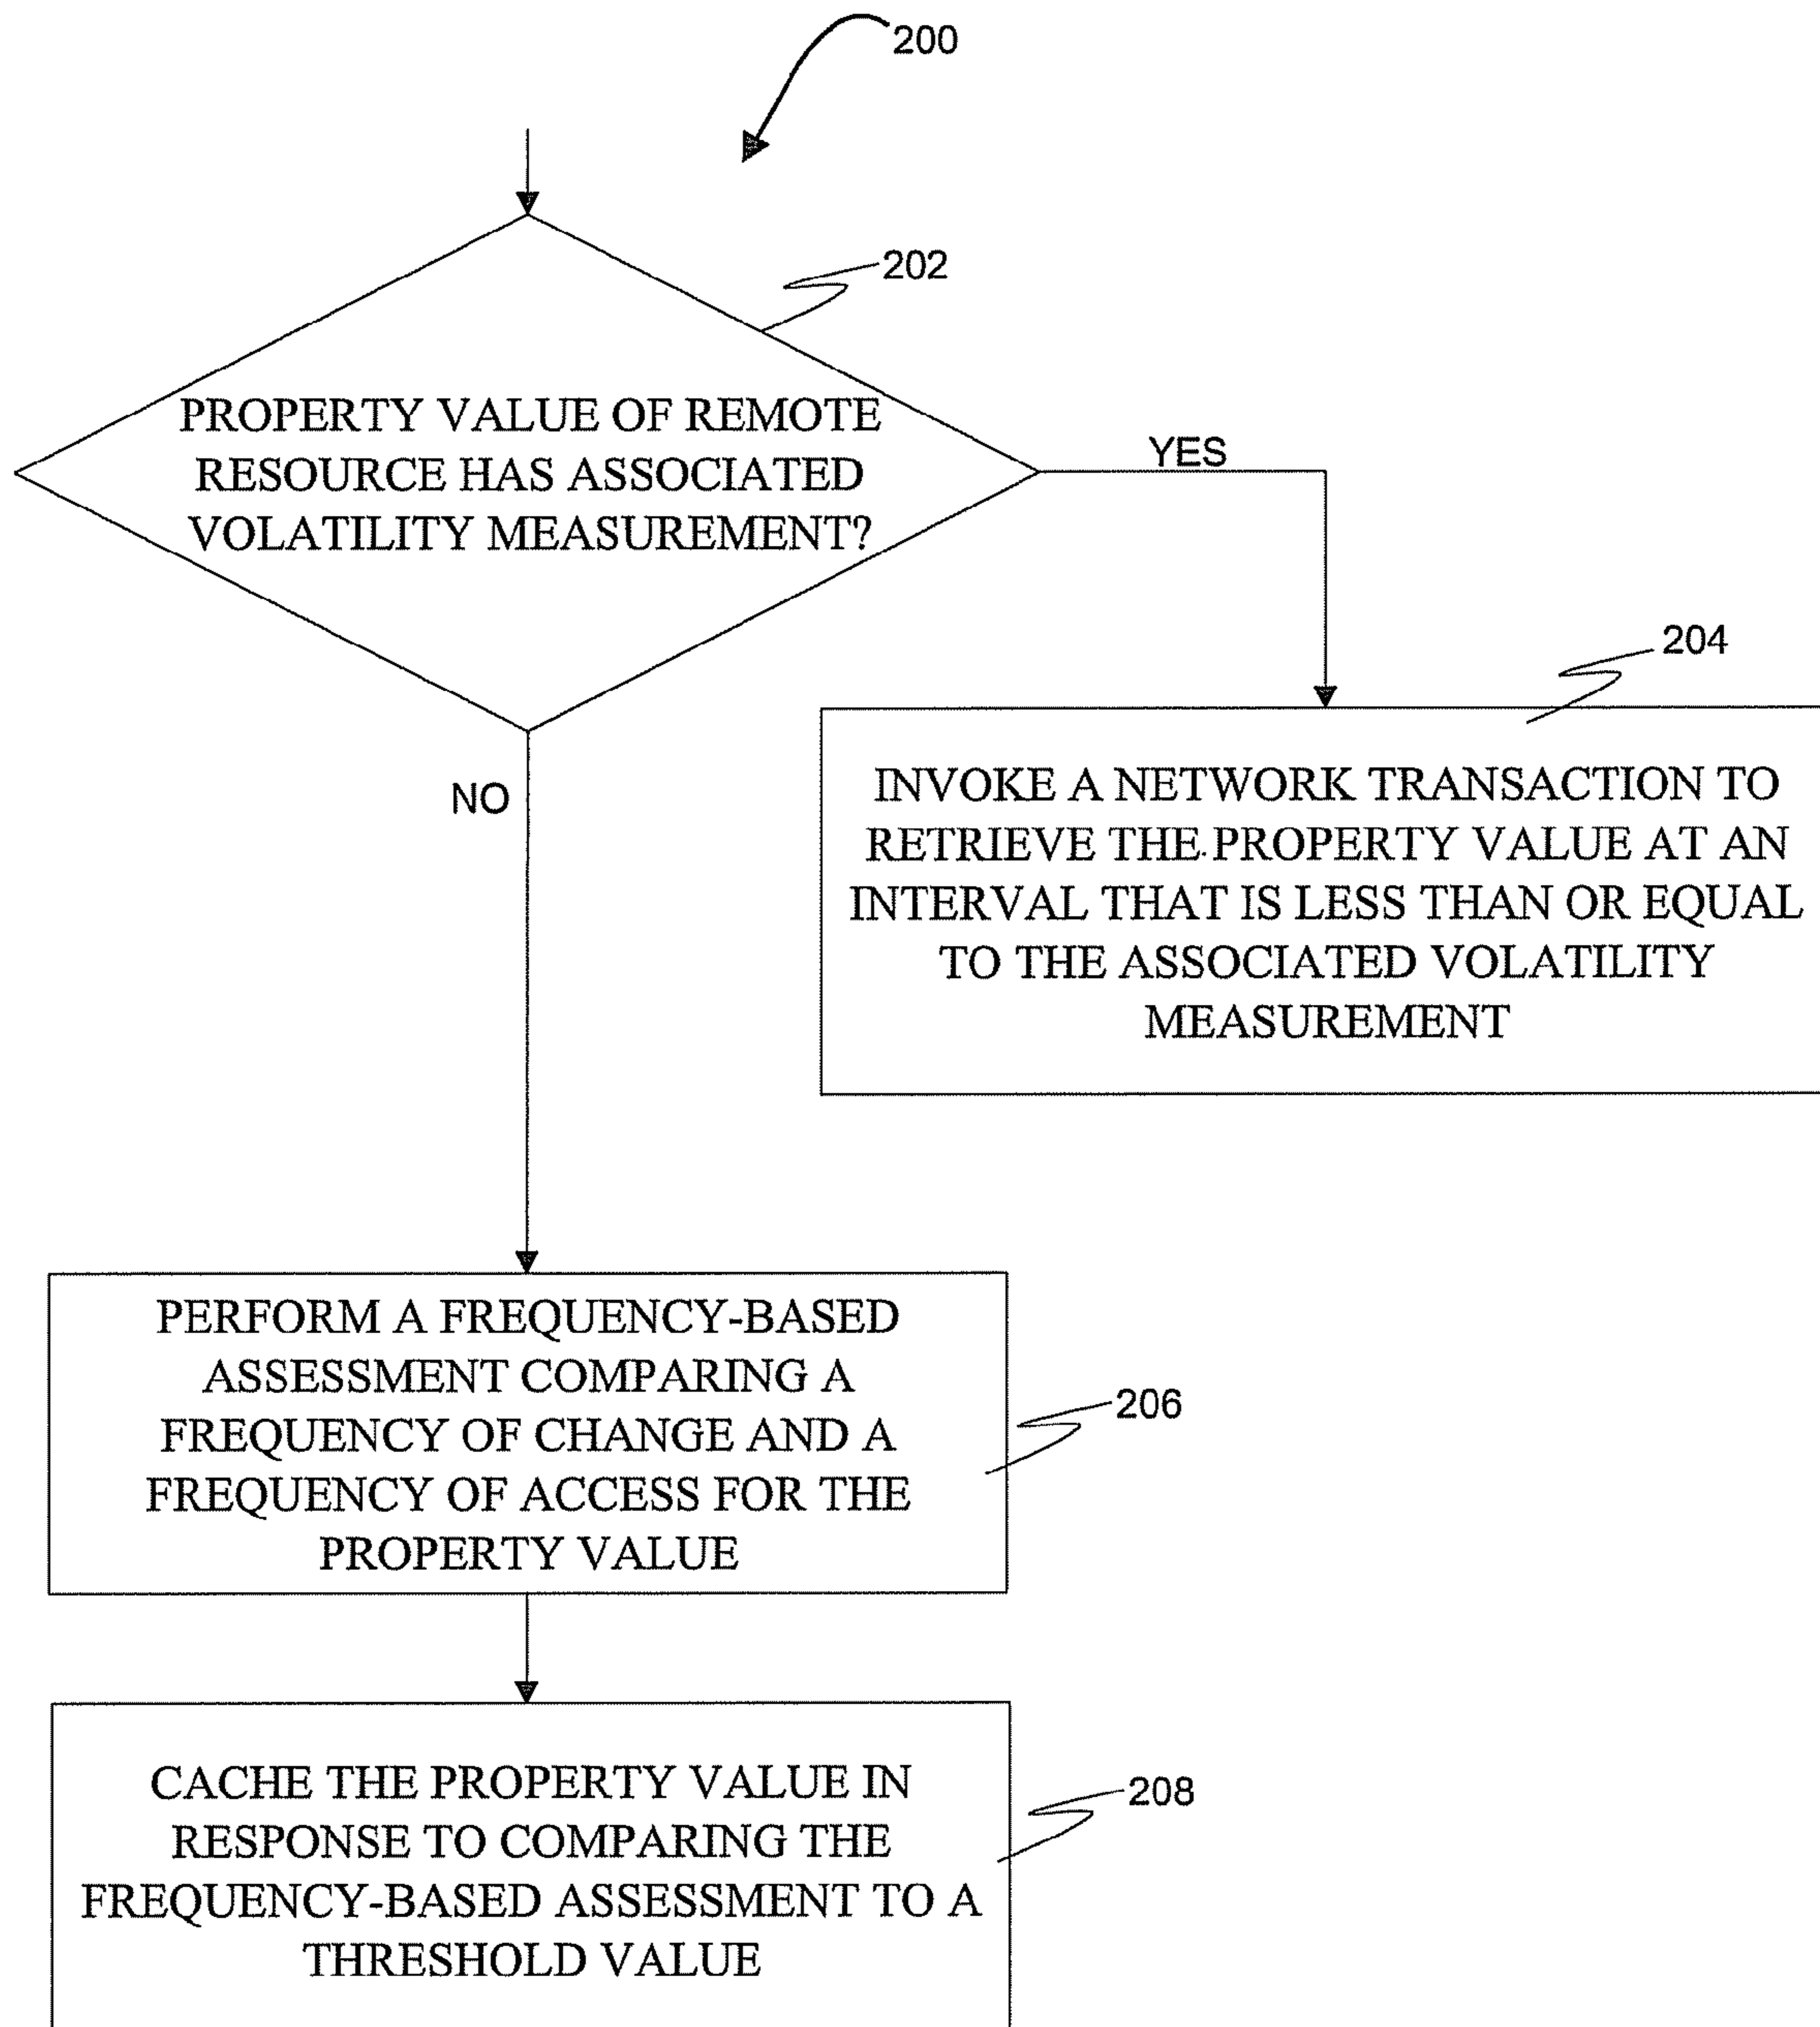 200
202
PROPERTY VALUE OF REMOTE
RESOURCE HAS ASSOCIATED
VOLATILITY MEASUREMENT?
YES
204
INVOKE A NETWORK TRANSACTION TO
RETRIEVE THE PROPERTY VALUE AT AN
INTERVAL THAT IS LESS THAN OR EQUAL
TO THE ASSOCIATED VOLATILITY
MEASUREMENT
NO
PERFORM A FREQUENCY-BASED
ASSESSMENT COMPARING A
FREQUENCY OF CHANGE AND A
FREQUENCY OF ACCESS FOR THE
PROPERTY VALUE
206
CACHE THE PROPERTY VALUE IN
RESPONSE TO COMPARING THE
FREQUENCY-BASED ASSESSMENT TO A
THRESHOLD VALUE
208